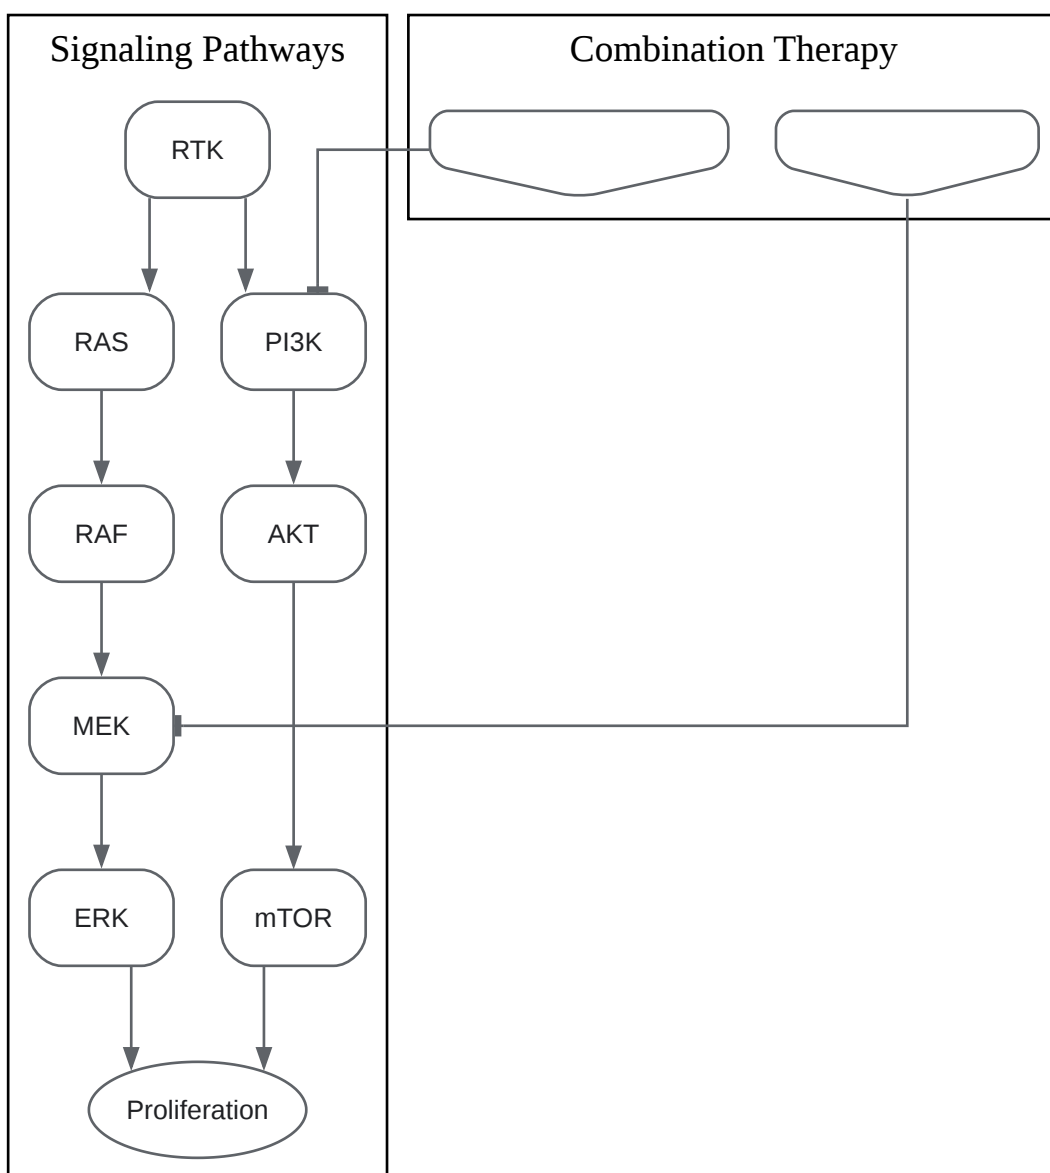 Signaling Pathways
Combination Therapy
RTK
RAS
PI3K
RAF
AKT
MEK
ERK
mTOR
Proliferation